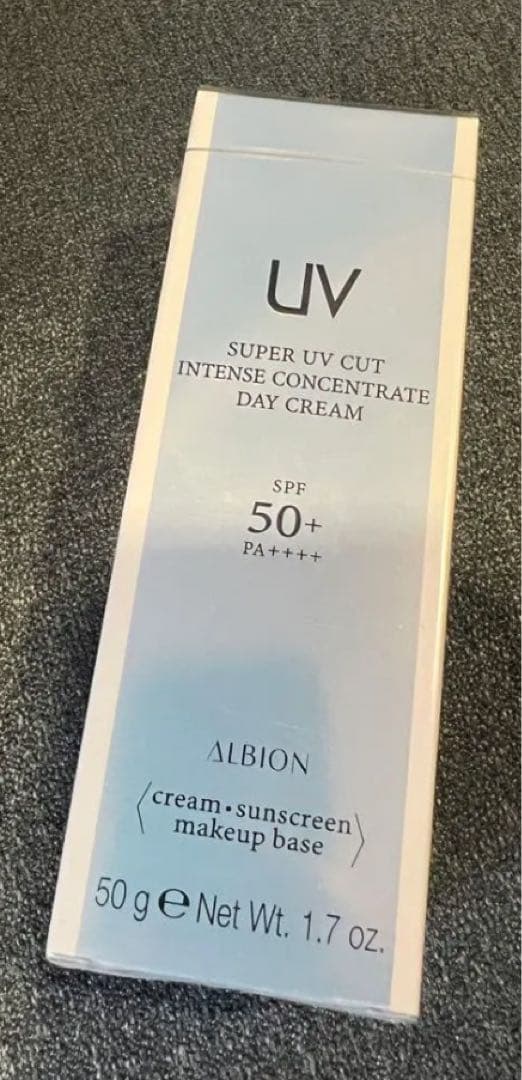 UV
SUPER UV CUT
INTENSE CONCENTRATE
DAY CREAM
SPF
50+
PA++++
ALBION
cream•sunscreen
makeup base
50 g ℮ Net Wt. 1.7 oz.